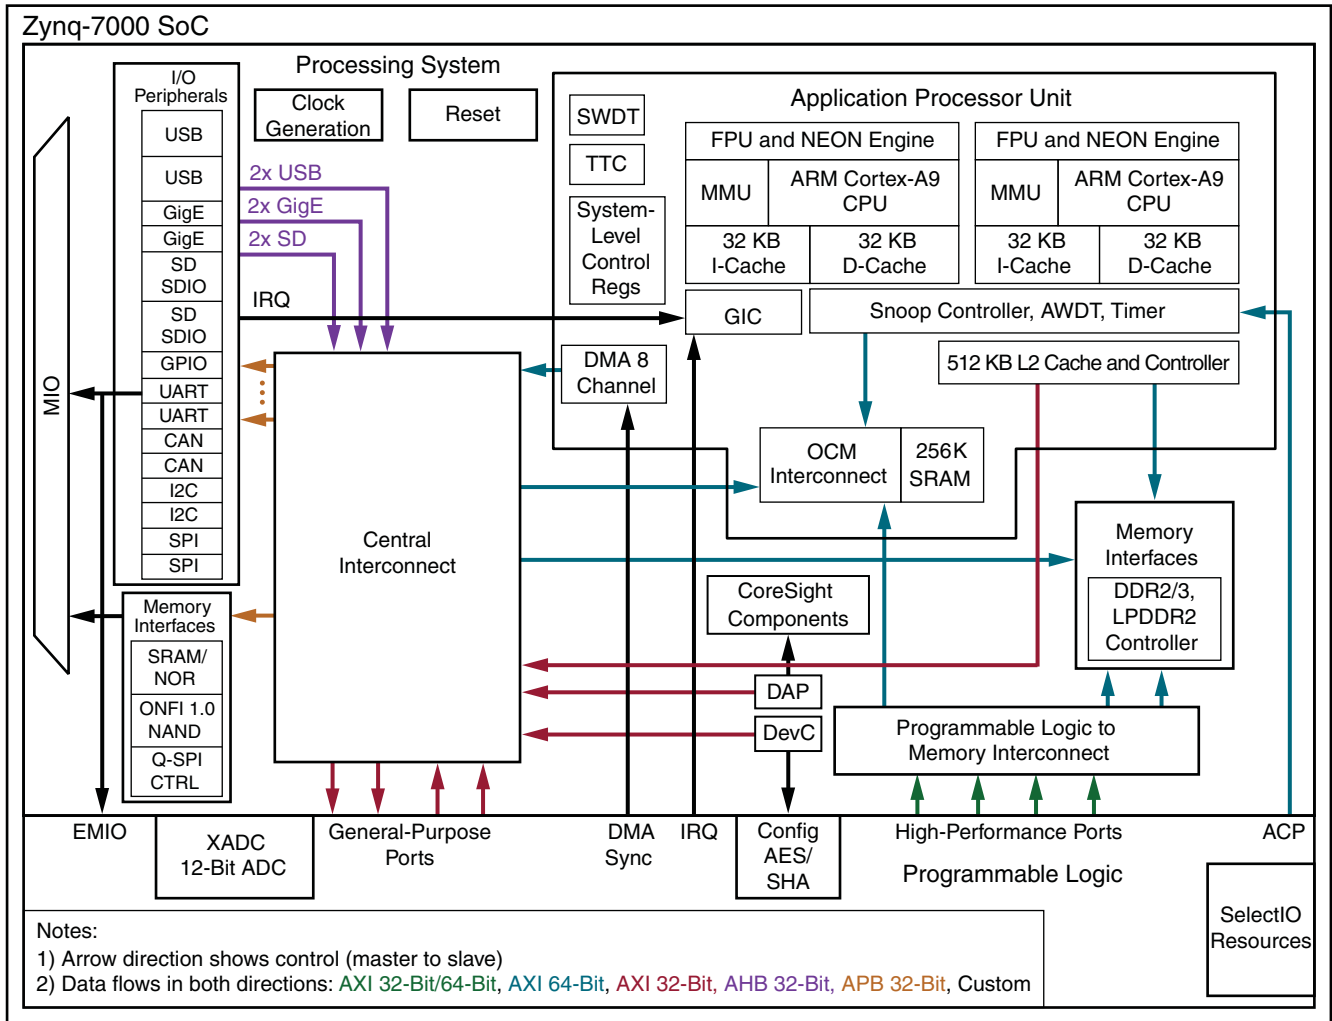 Zynq-7000 SoC
Processing System
I/O
Peripherals
USB
USB
GigE
GigE
SD
SDIO
SD
SDIO
GPIO
UART
UART
CAN
CAN
I2C
I2C
SPI
SPI
MIO
Clock
Generation
Reset
2x USB
2x GigE
2x SD
IRQ
Application Processor Unit
SWDT
TTC
System-
Level
Control
Regs
FPU and NEON Engine
MMU
ARM Cortex-A9
CPU
32 KB
I-Cache
32 KB
D-Cache
FPU and NEON Engine
MMU
ARM Cortex-A9
CPU
32 KB
I-Cache
32 KB
D-Cache
GIC
Snoop Controller, AWDT, Timer
DMA 8
Channel
512 KB L2 Cache and Controller
OCM
Interconnect
256K
SRAM
Central
Interconnect
Memory
Interfaces
DDR2/3,
LPDDR2
Controller
CoreSight
Components
DAP
DevC
Programmable Logic to
Memory Interconnect
Memory
Interfaces
SRAM/
NOR
ONFI 1.0
NAND
Q-SPI
CTRL
EMIO
XADC
12-Bit ADC
General-Purpose
Ports
DMA
Sync
IRQ
Config
AES/
SHA
High-Performance Ports
ACP
Programmable Logic
SelectIO
Resources
Notes:
1) Arrow direction shows control (master to slave)
2) Data flows in both directions: AXI 32-Bit/64-Bit, AXI 64-Bit, AXI 32-Bit, AHB 32-Bit, APB 32-Bit, Custom